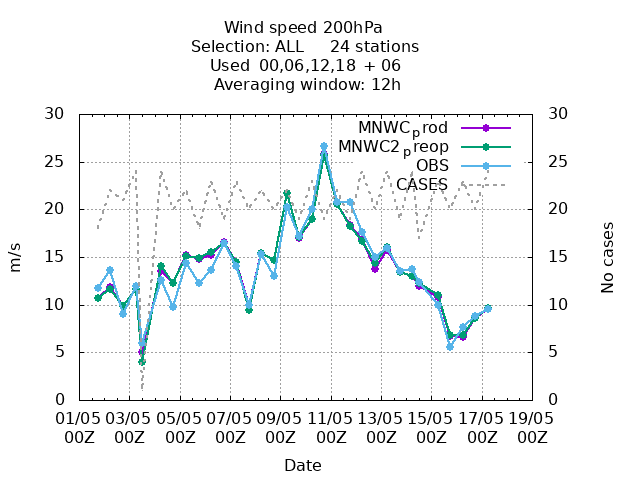 Wind speed 200hPa
Selection: ALL 24 stations
Used 00,06,12,18 + 06
Averaging window: 12h
30 30
MNWCprod
MNWC2preop
25 OBS 25
CASES
20 20
m/s No cases
15 15
10 10
5 5
0 0
01/05 03/05 05/05 07/05 09/05 11/05 13/05 15/05 17/05 19/05
00Z 00Z 00Z 00Z 00Z 00Z 00Z 00Z 00Z 00Z
Date